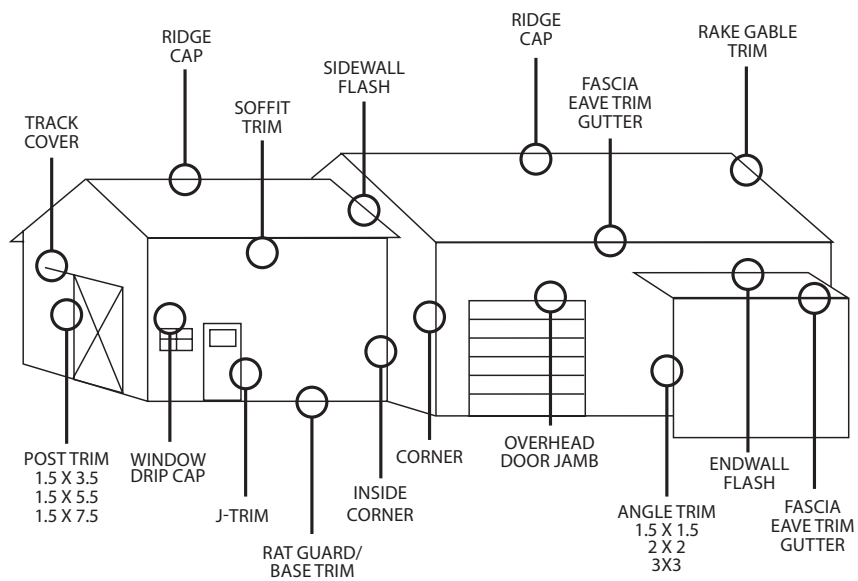 RIDGE
CAP
RIDGE
CAP
RAKE GABLE
TRIM
SIDEWALL
FLASH
FASCIA
EAVE TRIM
GUTTER
SOFFIT
TRIM
TRACK
COVER
POST TRIM
1.5 X 3.5
1.5 X 5.5
1.5 X 7.5
WINDOW
DRIP CAP
J-TRIM
RAT GUARD/
BASE TRIM
INSIDE
CORNER
CORNER
OVERHEAD
DOOR JAMB
ANGLE TRIM
1.5 X 1.5
2 X 2
3X3
ENDWALL
FLASH
FASCIA
EAVE TRIM
GUTTER